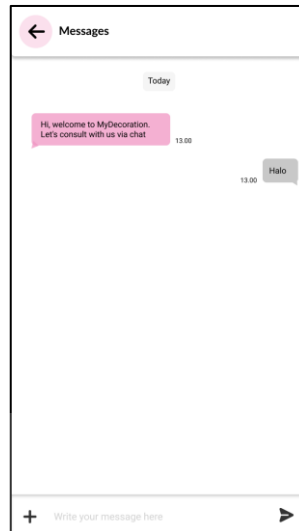 Messages
Today
Hi, welcome to MyDecoration.
Let's consult with us via chat
13.00
Halo
13.00
Write your message here